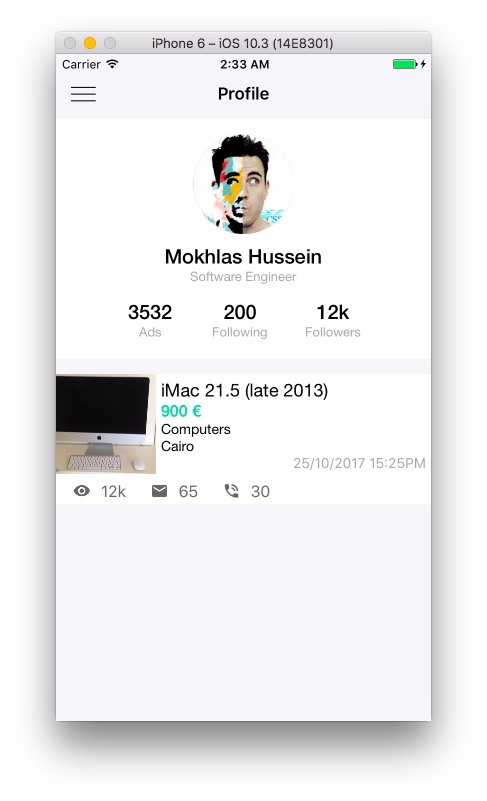 iPhone 6 – iOS 10.3 (14E8301)
Carrier 2:33 AM
Profile
Mokhlas Hussein
Software Engineer
3532 200 12k
Ads Following Followers
iMac 21.5 (late 2013)
900 €
Computers
Cairo
25/10/2017 15:25PM
12k 65 30